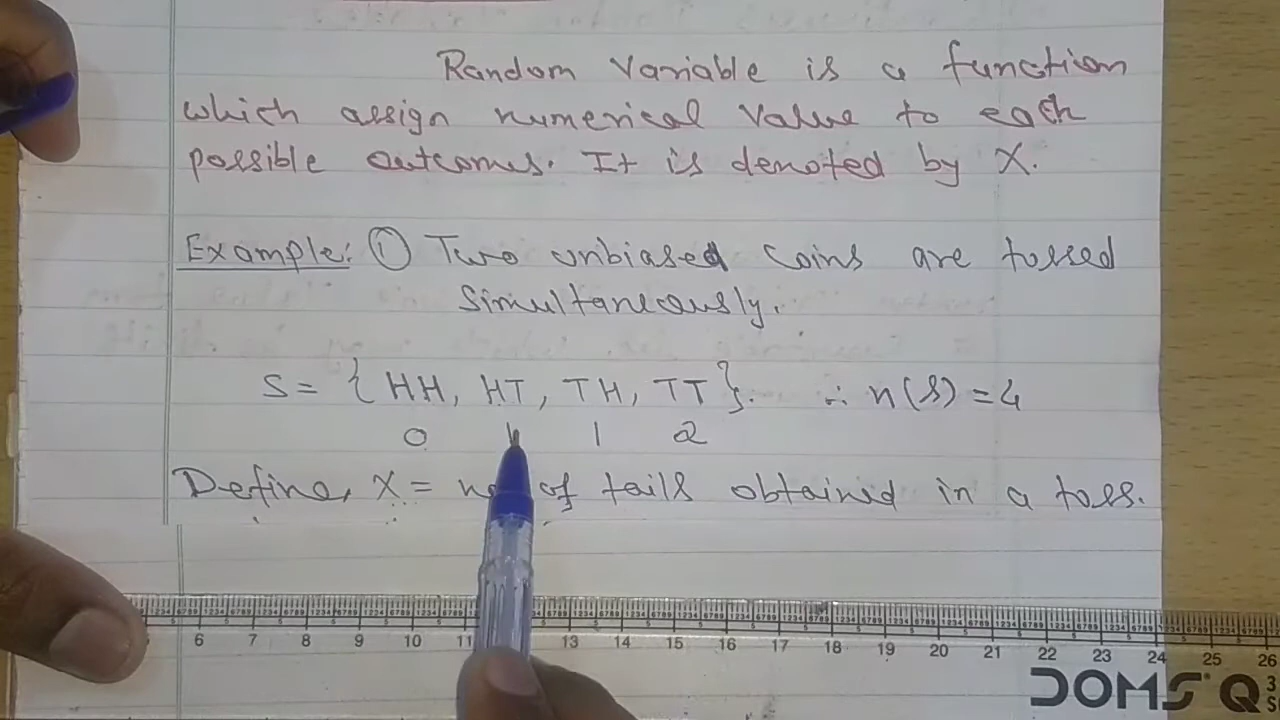 Random Variable is a function
which assign numerical value to each
possible outcomes. It is denoted by X.
Example: ① Two unbiased coins are tossed
simultaneously.
S = { HH, HT, TH, TT }. ∴ n(S) = 4
0 1 1 2
Define, X = no of tails obtained in a toss.
6 7 8 9 10 11 13 14 15 16 17 18 19 20 21 22 23 24 25 26
DOMS Q